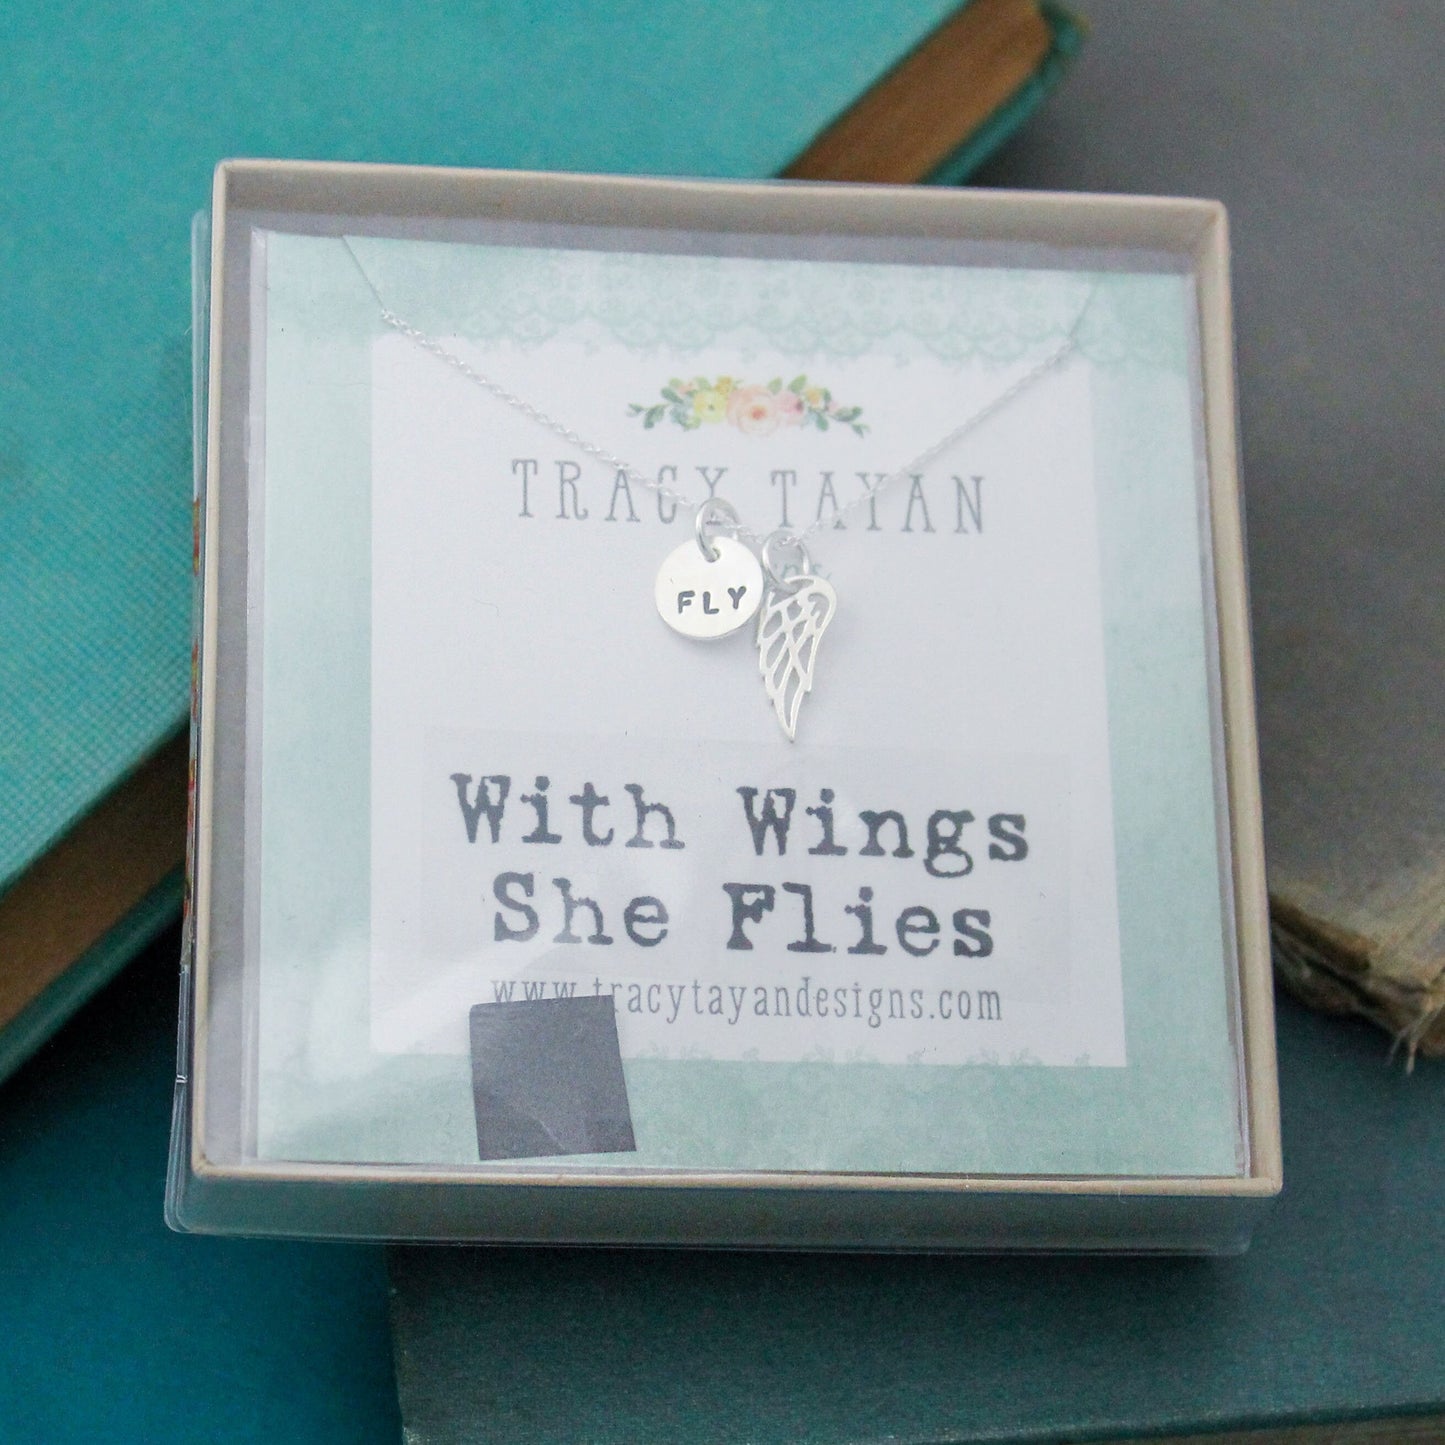 TRACY TAYAN
FLY
With Wings
She Flies
www.tracytayandesigns.com